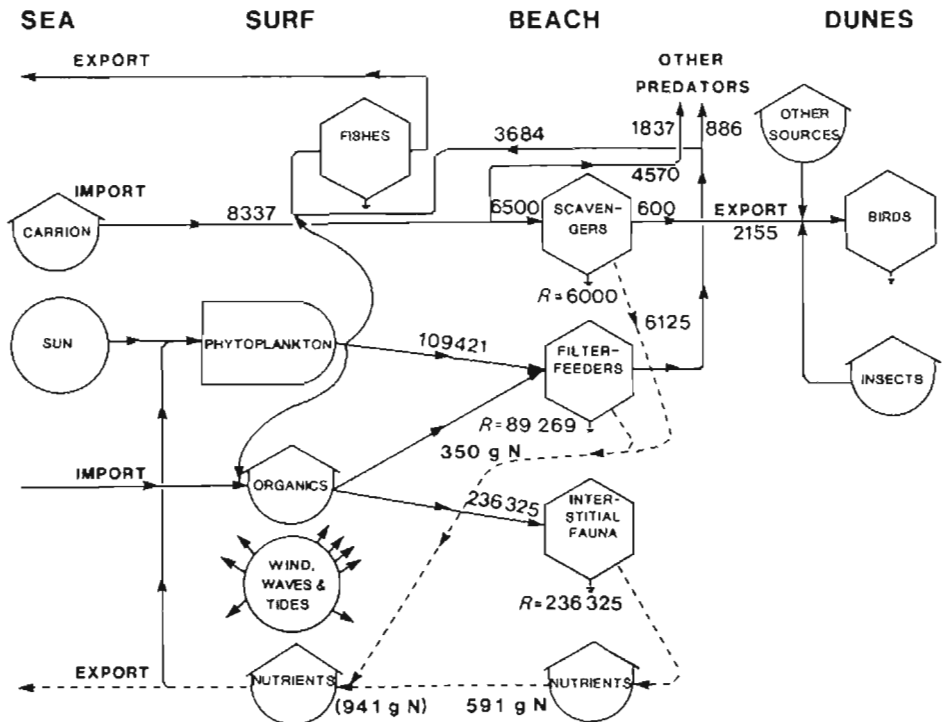 SEA SURF BEACH DUNES
EXPORT
OTHER
PREDATORS
FISHES
OTHER
SOURCES
3684
1837
886
4570
IMPORT
8337
6500
SCAVEN-
GERS
600
EXPORT
2155
BIRDS
CARRION
R=6000
6125
SUN
PHYTOPLANKTON
109421
FILTER-
FEEDERS
INSECTS
R=89 269
350 g N
IMPORT
ORGANICS
236 325
INTER-
STITIAL
FAUNA
WIND,
WAVES &
TIDES
R=236 325
EXPORT
NUTRIENTS
(941 g N)
591 g N
NUTRIENTS